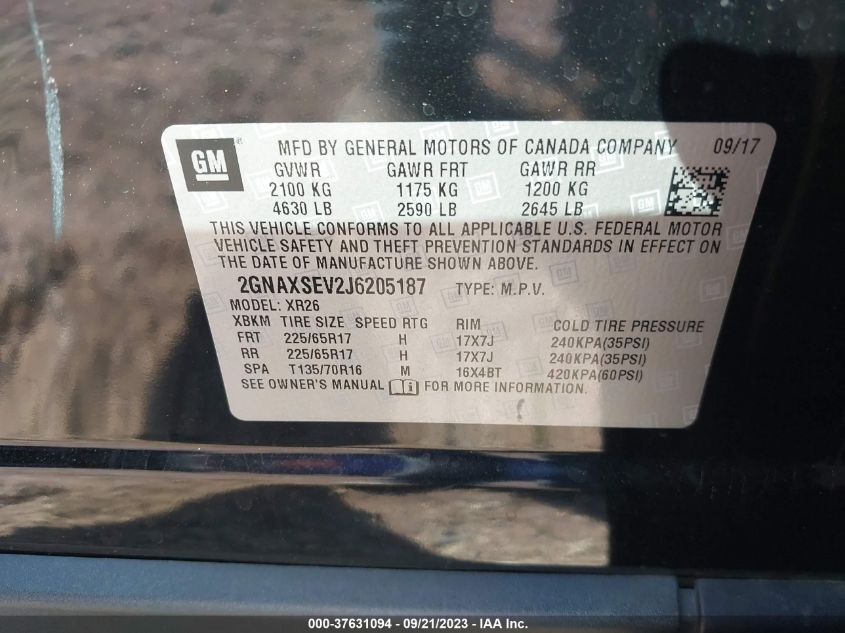 GM
MFD BY GENERAL MOTORS OF CANADA COMPANY 09/17
GVWR GAWR FRT GAWR RR
2100 KG 1175 KG 1200 KG
4630 LB 2590 LB 2645 LB
THIS VEHICLE CONFORMS TO ALL APPLICABLE U.S. FEDERAL MOTOR
VEHICLE SAFETY AND THEFT PREVENTION STANDARDS IN EFFECT ON
THE DATE OF MANUFACTURE SHOWN ABOVE.
2GNAXSEV2J6205187 TYPE: M.P.V.
MODEL: XR26
XBKM TIRE SIZE SPEED RTG RIM COLD TIRE PRESSURE
FRT 225/65R17 H 17X7J 240KPA(35PSI)
RR 225/65R17 H 17X7J 240KPA(35PSI)
SPA T135/70R16 M 16X4BT 420KPA(60PSI)
SEE OWNER'S MANUAL FOR MORE INFORMATION.
000-37631094 - 09/21/2023 - IAA Inc.